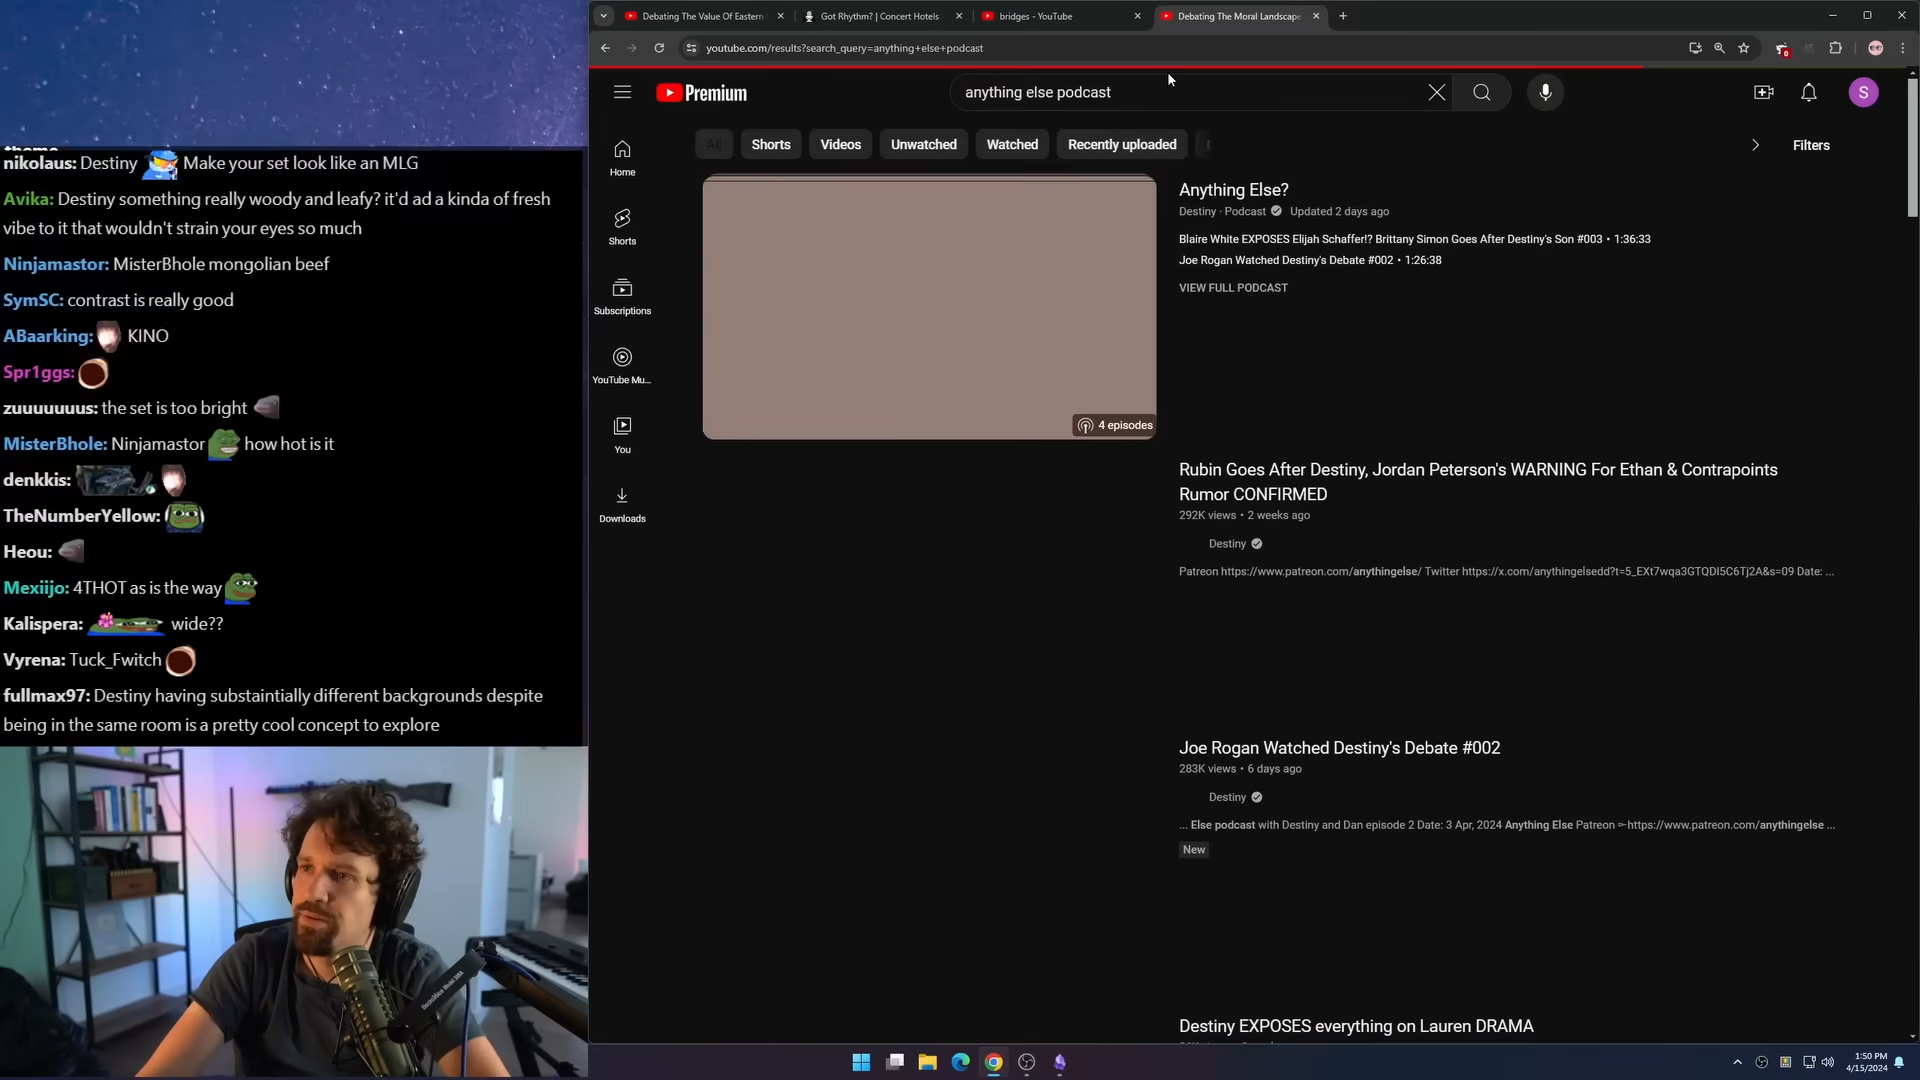 Debating The Value Of Eastern
Got Rhythm? | Concert Hotels
bridges - YouTube
Debating The Moral Landscape
youtube.com/results?search_query=anything+else+podcast
0
Premium
anything else podcast
S
All
Shorts
Videos
Unwatched
Watched
Recently uploaded
Filters
Home
Shorts
Subscriptions
YouTube Mu...
You
Downloads
4 episodes
Anything Else?
Destiny · Podcast Updated 2 days ago
Blaire White EXPOSES Elijah Schaffer!? Brittany Simon Goes After Destiny's Son #003 • 1:36:33
Joe Rogan Watched Destiny's Debate #002 • 1:26:38
VIEW FULL PODCAST
Rubin Goes After Destiny, Jordan Peterson's WARNING For Ethan & Contrapoints
Rumor CONFIRMED
292K views • 2 weeks ago
Destiny
Patreon https://www.patreon.com/anythingelse/ Twitter https://x.com/anythingelsedd?t=5_EXt7wqa3GTQDI5C6Tj2A&s=09 Date: ...
Joe Rogan Watched Destiny's Debate #002
283K views • 6 days ago
Destiny
... Else podcast with Destiny and Dan episode 2 Date: 3 Apr, 2024 Anything Else Patreon ►https://www.patreon.com/anythingelse ...
New
Destiny EXPOSES everything on Lauren DRAMA
nikolaus: Destiny Make your set look like an MLG
Avika: Destiny something really woody and leafy? it'd ad a kinda of fresh
vibe to it that wouldn't strain your eyes so much
Ninjamastor: MisterBhole mongolian beef
SymSC: contrast is really good
ABaarking: KINO
Spr1ggs:
zuuuuuuus: the set is too bright
MisterBhole: Ninjamastor how hot is it
denkkis:
TheNumberYellow:
Heou:
Mexiijo: 4THOT as is the way
Kalispera: wide??
Vyrena: Tuck_Fwitch
fullmax97: Destiny having substaintially different backgrounds despite
being in the same room is a pretty cool concept to explore
1:50 PM
4/15/2024